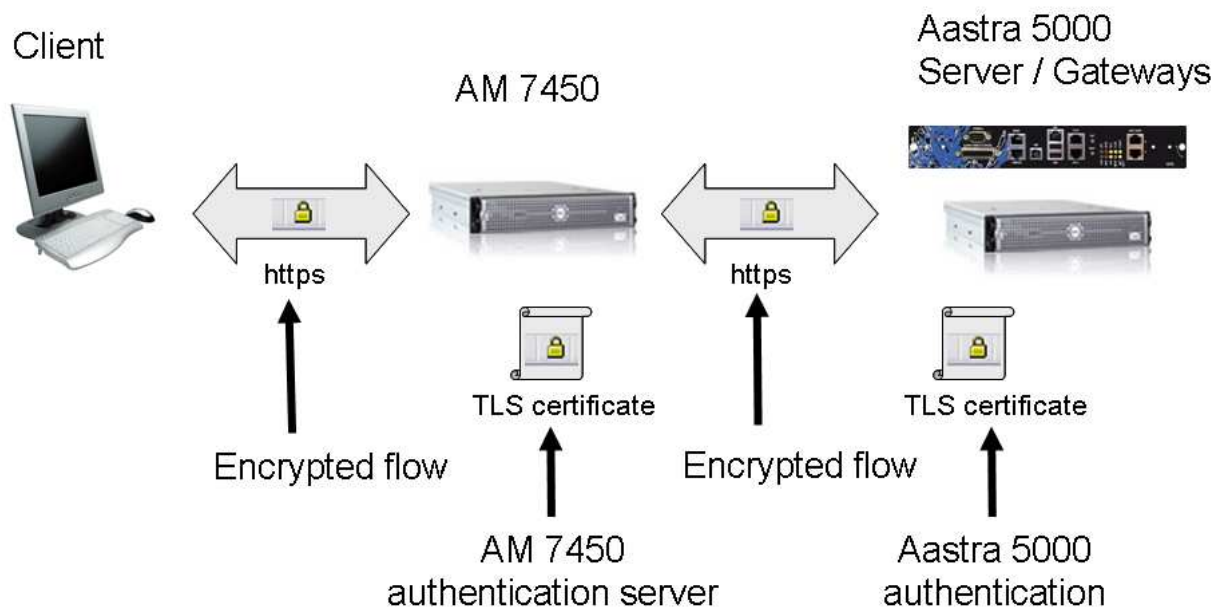 Client
AM 7450
Aastra 5000
Server / Gateways
https
https
TLS certificate
TLS certificate
Encrypted flow
Encrypted flow
AM 7450
authentication server
Aastra 5000
authentication